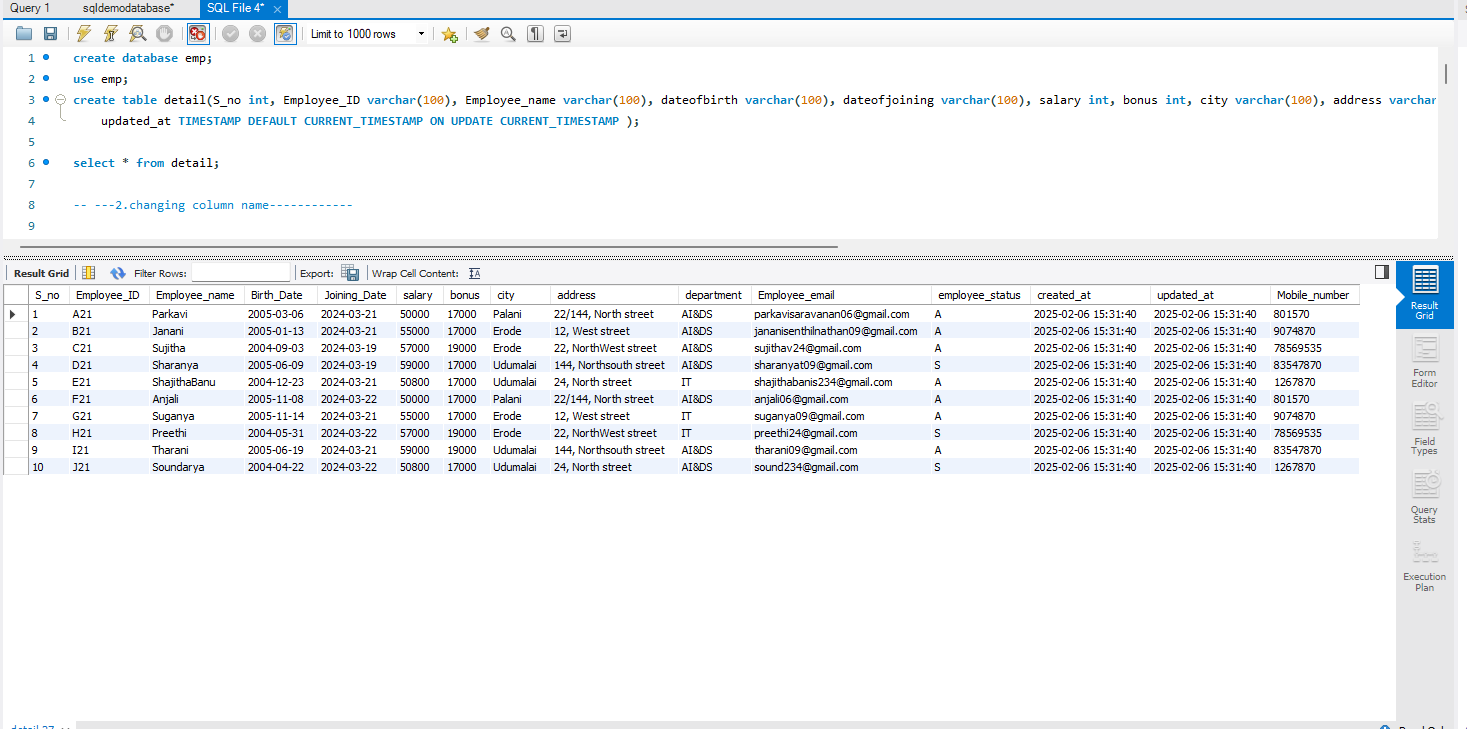 Query 1 sqldemodatabase* SQL File 4*
Limit to 1000 rows
1 create database emp;
2 use emp;
3 create table detail(S_no int, Employee_ID varchar(100), Employee_name varchar(100), dateofbirth varchar(100), dateofjoining varchar(100), salary int, bonus int, city varchar(100), address varchar
4 updated_at TIMESTAMP DEFAULT CURRENT_TIMESTAMP ON UPDATE CURRENT_TIMESTAMP );
5
6 select * from detail;
7
8 -- ---2.changing column name------------
9
Result Grid Filter Rows: Export: Wrap Cell Content:
S_no Employee_ID Employee_name Birth_Date Joining_Date salary bonus city address department Employee_email employee_status created_at updated_at Mobile_number
1 A21 Parkavi 2005-03-06 2024-03-21 50000 17000 Palani 22/144, North street AI&DS parkavisaravanan06@gmail.com A 2025-02-06 15:31:40 2025-02-06 15:31:40 801570
2 B21 Janani 2005-01-13 2024-03-21 55000 17000 Erode 12, West street AI&DS jananisenthilnathan09@gmail.com A 2025-02-06 15:31:40 2025-02-06 15:31:40 9074870
3 C21 Sujitha 2004-09-03 2024-03-19 57000 19000 Erode 22, NorthWest street AI&DS sujithav24@gmail.com A 2025-02-06 15:31:40 2025-02-06 15:31:40 78569535
4 D21 Sharanya 2005-06-09 2024-03-19 59000 17000 Udumalai 144, Northsouth street AI&DS sharanyat09@gmail.com S 2025-02-06 15:31:40 2025-02-06 15:31:40 83547870
5 E21 ShajithaBanu 2004-12-23 2024-03-21 50800 17000 Udumalai 24, North street IT shajithabanis234@gmail.com A 2025-02-06 15:31:40 2025-02-06 15:31:40 1267870
6 F21 Anjali 2005-11-08 2024-03-22 50000 17000 Palani 22/144, North street AI&DS anjali06@gmail.com A 2025-02-06 15:31:40 2025-02-06 15:31:40 801570
7 G21 Suganya 2005-11-14 2024-03-21 55000 17000 Erode 12, West street IT suganya09@gmail.com A 2025-02-06 15:31:40 2025-02-06 15:31:40 9074870
8 H21 Preethi 2004-05-31 2024-03-22 57000 19000 Erode 22, NorthWest street IT preethi24@gmail.com S 2025-02-06 15:31:40 2025-02-06 15:31:40 78569535
9 I21 Tharani 2005-06-19 2024-03-21 59000 19000 Udumalai 144, Northsouth street AI&DS tharani09@gmail.com A 2025-02-06 15:31:40 2025-02-06 15:31:40 83547870
10 J21 Soundarya 2004-04-22 2024-03-22 50800 17000 Udumalai 24, North street AI&DS sound234@gmail.com S 2025-02-06 15:31:40 2025-02-06 15:31:40 1267870
Result
Grid
Form
Editor
Field
Types
Query
Stats
Execution
Plan